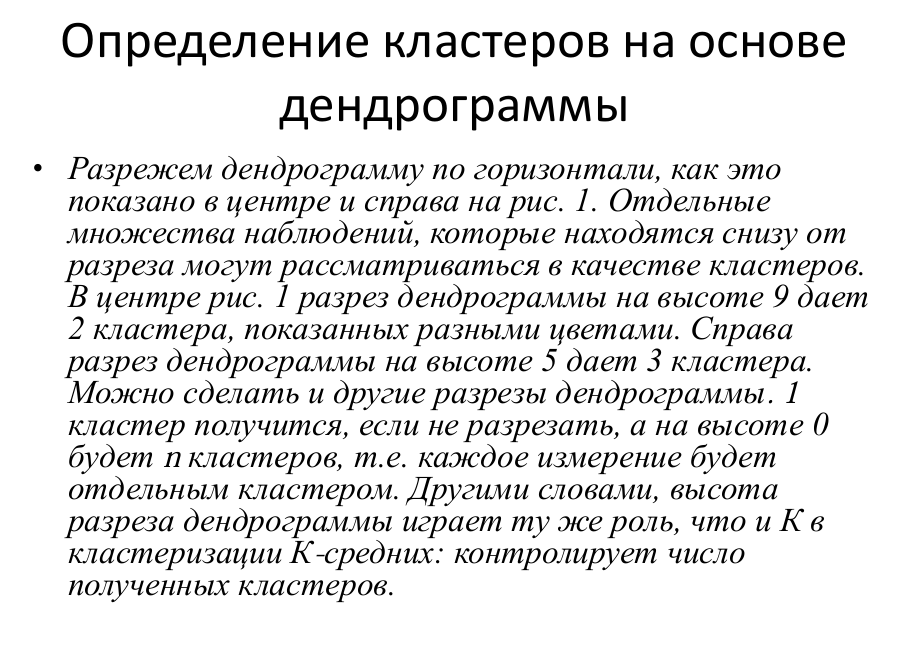 Определение кластеров на основе
дендрограммы
• Разрежем дендрограмму по горизонтали, как это
показано в центре и справа на рис. 1. Отдельные
множества наблюдений, которые находятся снизу от
разреза могут рассматриваться в качестве кластеров.
В центре рис. 1 разрез дендрограммы на высоте 9 дает
2 кластера, показанных разными цветами. Справа
разрез дендрограммы на высоте 5 дает 3 кластера.
Можно сделать и другие разрезы дендрограммы. 1
кластер получится, если не разрезать, а на высоте 0
будет n кластеров, т.е. каждое измерение будет
отдельным кластером. Другими словами, высота
разреза дендрограммы играет ту же роль, что и К в
кластеризации К-средних: контролирует число
полученных кластеров.